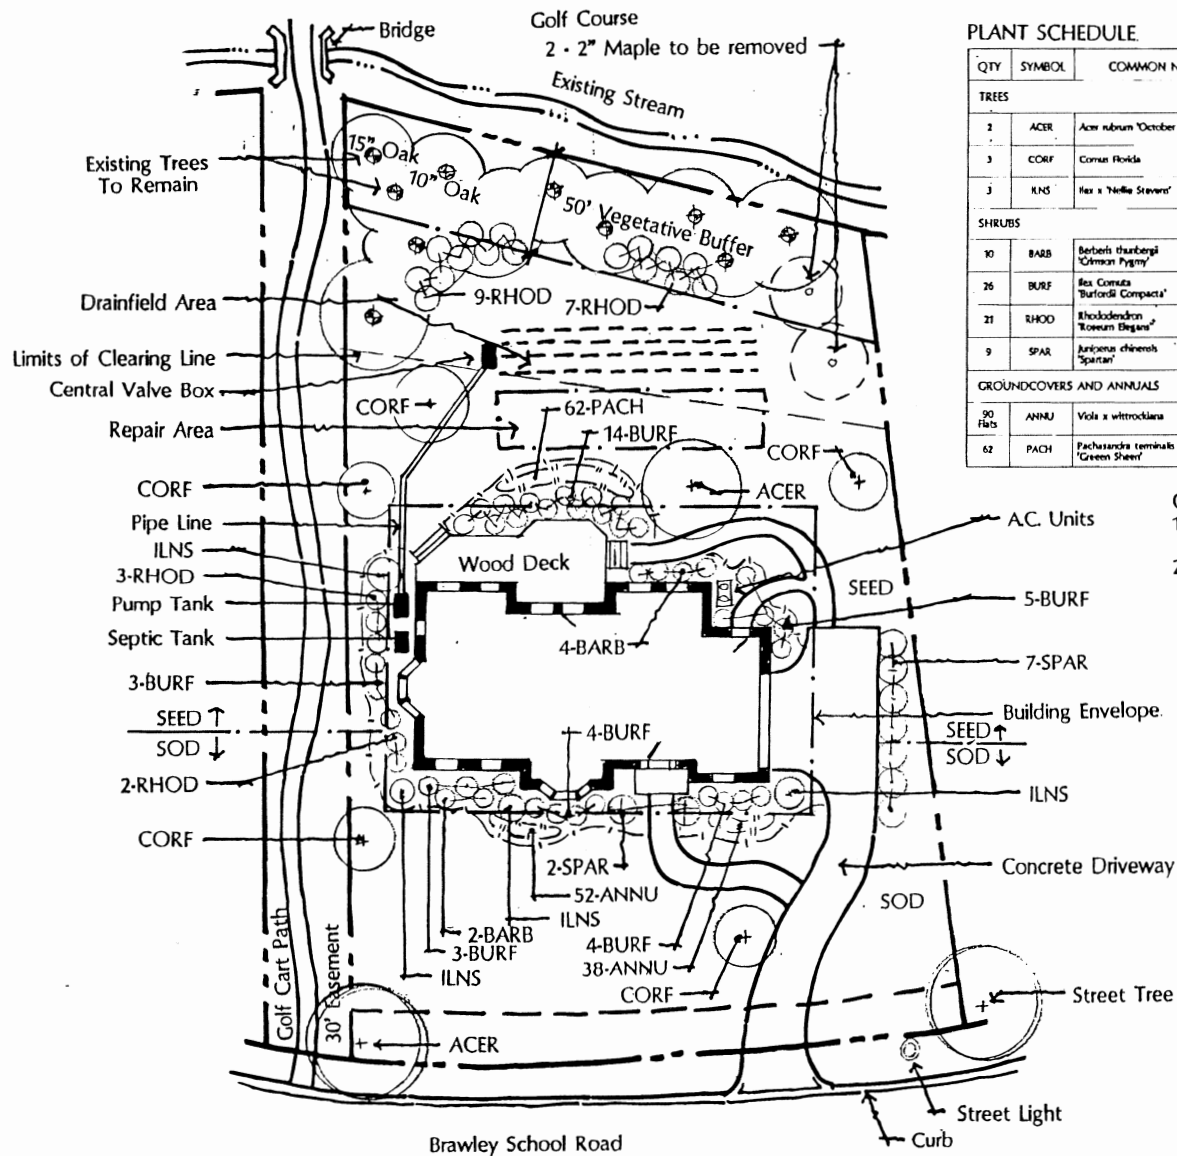 Bridge
Golf Course
2 - 2" Maple to be removed
Existing Stream
15" Oak
10" Oak
Existing Trees
To Remain
50' Vegetative Buffer
Drainfield Area
9-RHOD
7-RHOD
Limits of Clearing Line
Central Valve Box
CORF
62-PACH
Repair Area
14-BURF
CORF
CORF
ACER
Pipe Line
A.C. Units
ILNS
Wood Deck
3-RHOD
SEED
Pump Tank
5-BURF
Septic Tank
4-BARB
7-SPAR
3-BURF
SEED
SOD
4-BURF
Building Envelope.
SEED
SOD
2-RHOD
ILNS
CORF
2-SPAR
Concrete Driveway
52-ANNU
SOD
ILNS
2-BARB
3-BURF
4-BURF
38-ANNU
ILNS
CORF
Golf Cart Path
30' Easement
Street Tree
ACER
Street Light
Curb
Brawley School Road
PLANT SCHEDULE.
QTY SYMBOL COMMON N
TREES
2 ACER Acer rubrum 'October
3 CORF Cornus Florida
3 ILNS Ilex x 'Nellie Stevens'
SHRUBS
10 BARB Berberis thunbergii
'Crimson Pygmy'
26 BURF Ilex Cornuta
'Burfordii Compacta'
21 RHOD Rhododendron
'Roseum Elegans'
9 SPAR Juniperus chinensis
'Spartan'
GROUNDCOVERS AND ANNUALS
90
Flats ANNU Viola x wittrockiana
62 PACH Pachasandra terminalis
'Green Sheen'
1
2